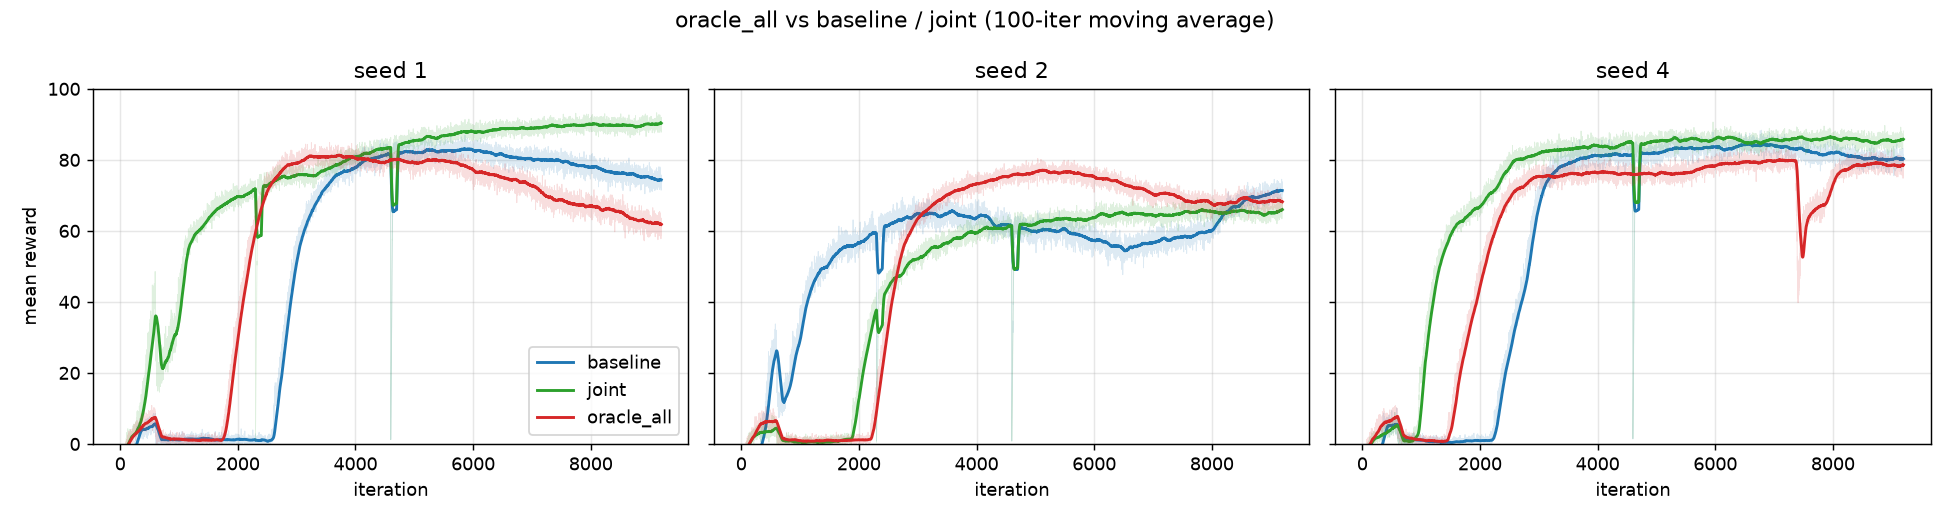 oracle_all vs baseline / joint (100-iter moving average)
seed 1
seed 2
seed 4
mean reward
100
80
60
40
20
0
baseline
joint
oracle_all
0 2000 4000 6000 8000
0 2000 4000 6000 8000
0 2000 4000 6000 8000
iteration
iteration
iteration